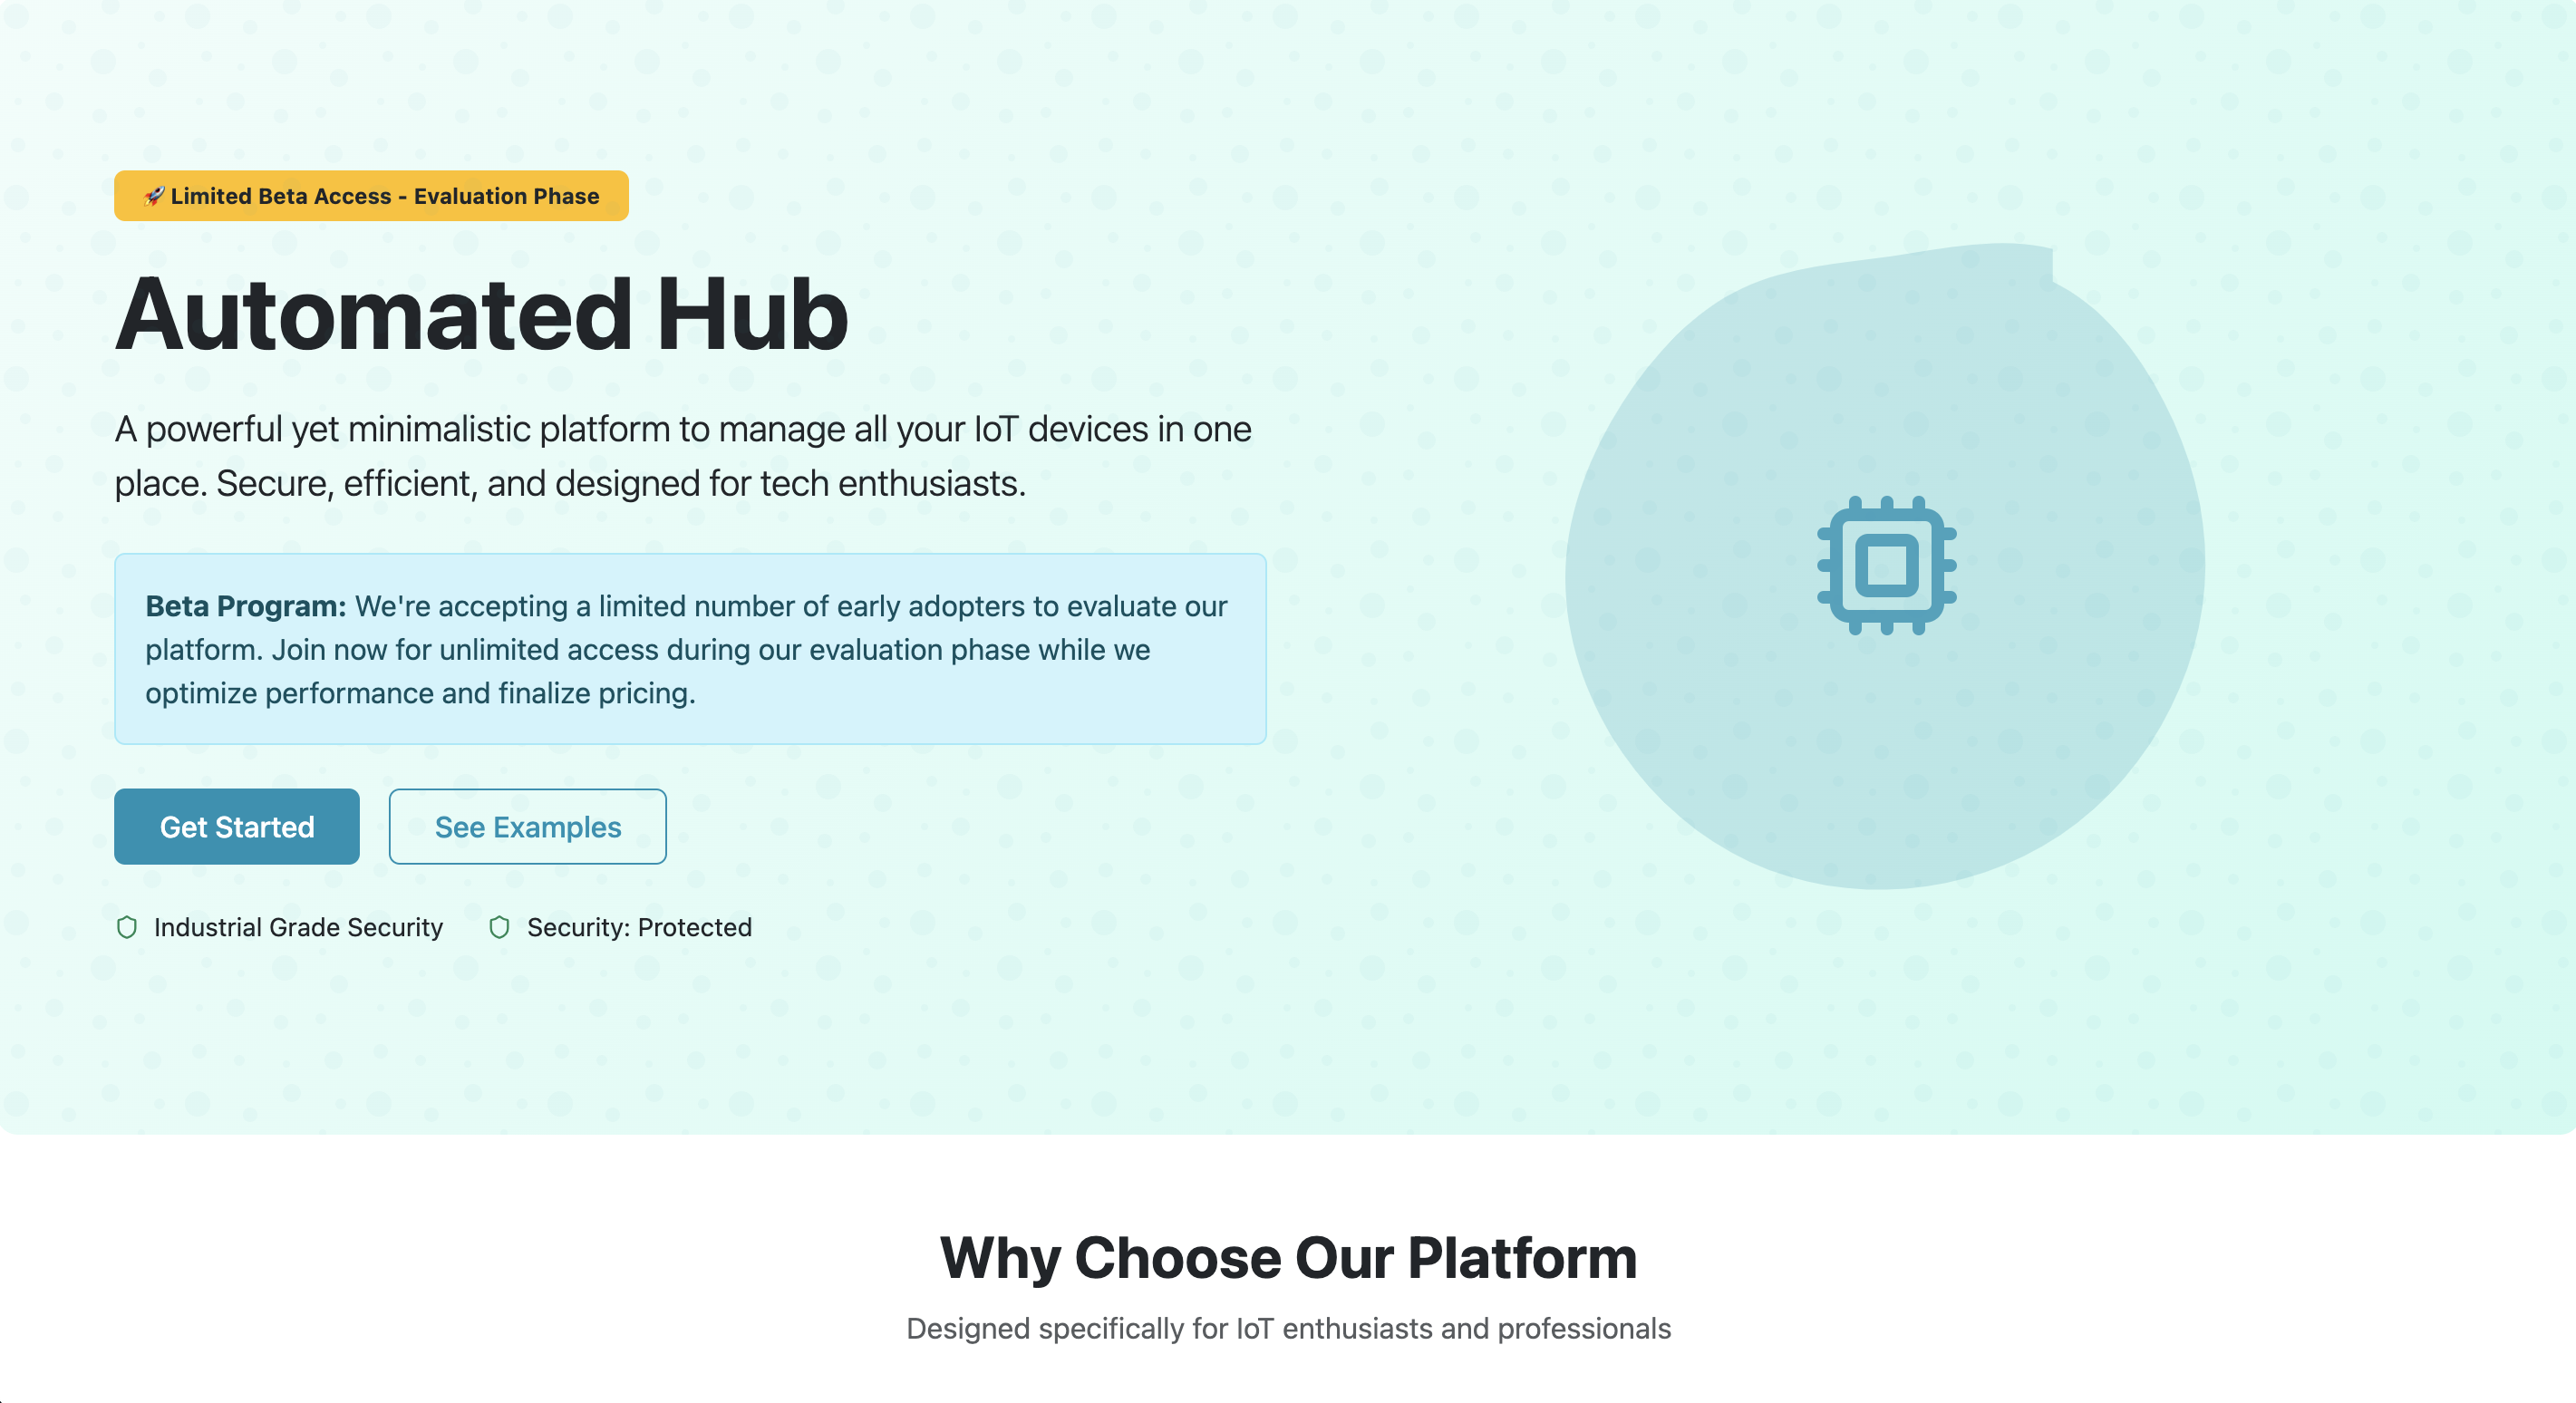 🚀 Limited Beta Access - Evaluation Phase
Automated Hub
A powerful yet minimalistic platform to manage all your IoT devices in one
place. Secure, efficient, and designed for tech enthusiasts.
Beta Program: We're accepting a limited number of early adopters to evaluate our
platform. Join now for unlimited access during our evaluation phase while we
optimize performance and finalize pricing.
Get Started
See Examples
Industrial Grade Security
Security: Protected
Why Choose Our Platform
Designed specifically for IoT enthusiasts and professionals